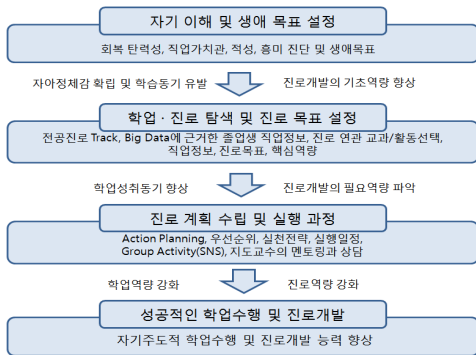 자기 이해 및 생애 목표 설정
회복 탄력성, 직업가치관, 적성, 흥미 진단 및 생애목표
자아정체감 확립 및 학습동기 유발
진로개발의 기초역량 향상
학업 · 진로 탐색 및 진로 목표 설정
전공진로 Track, Big Data에 근거한 졸업생 직업정보, 진로 연관 교과/활동선택,
직업정보, 진로목표, 핵심역량
학업성취동기 향상
진로개발의 필요역량 파악
진로 계획 수립 및 실행 과정
Action Planning, 우선순위, 실천전략, 실행일정,
Group Activity(SNS), 지도교수의 멘토링과 상담
학업역량 강화
진로역량 강화
성공적인 학업수행 및 진로개발
자기주도적 학업수행 및 진로개발 능력 향상